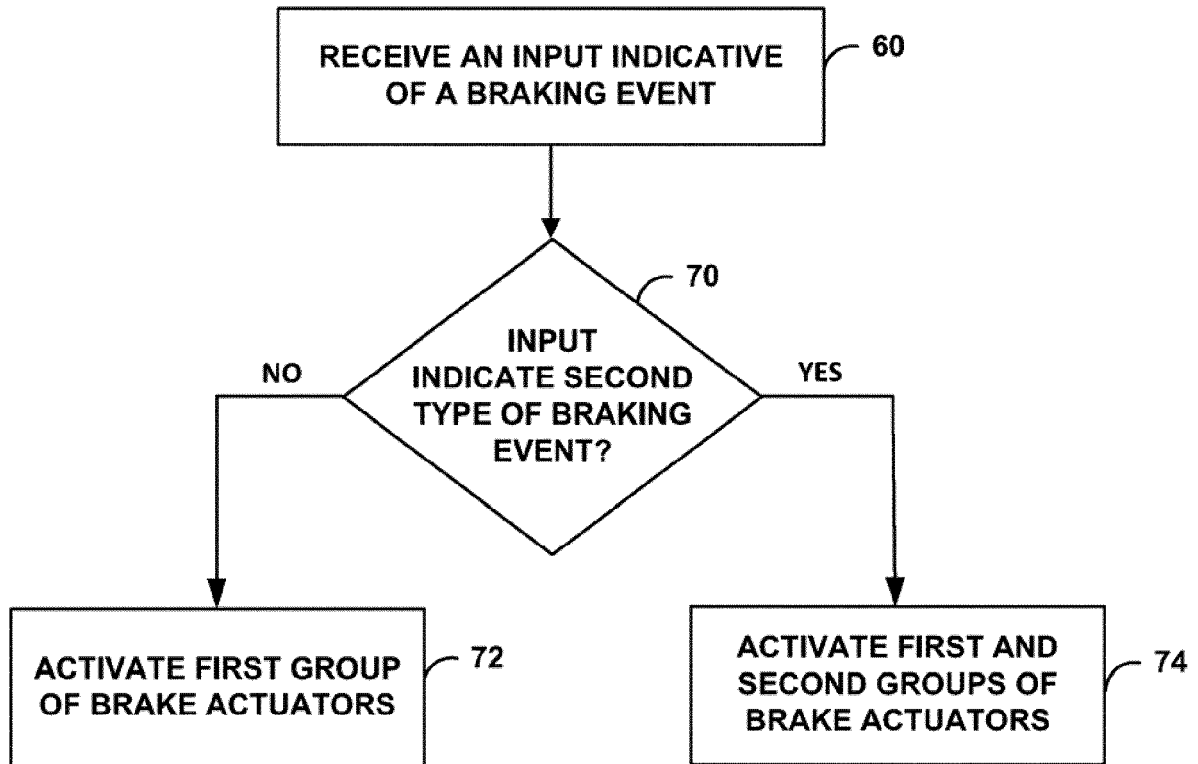 RECEIVE AN INPUT INDICATIVE
OF A BRAKING EVENT
60
70
INPUT
INDICATE SECOND
TYPE OF BRAKING
EVENT?
NO
YES
ACTIVATE FIRST GROUP
OF BRAKE ACTUATORS
72
ACTIVATE FIRST AND
SECOND GROUPS OF
BRAKE ACTUATORS
74